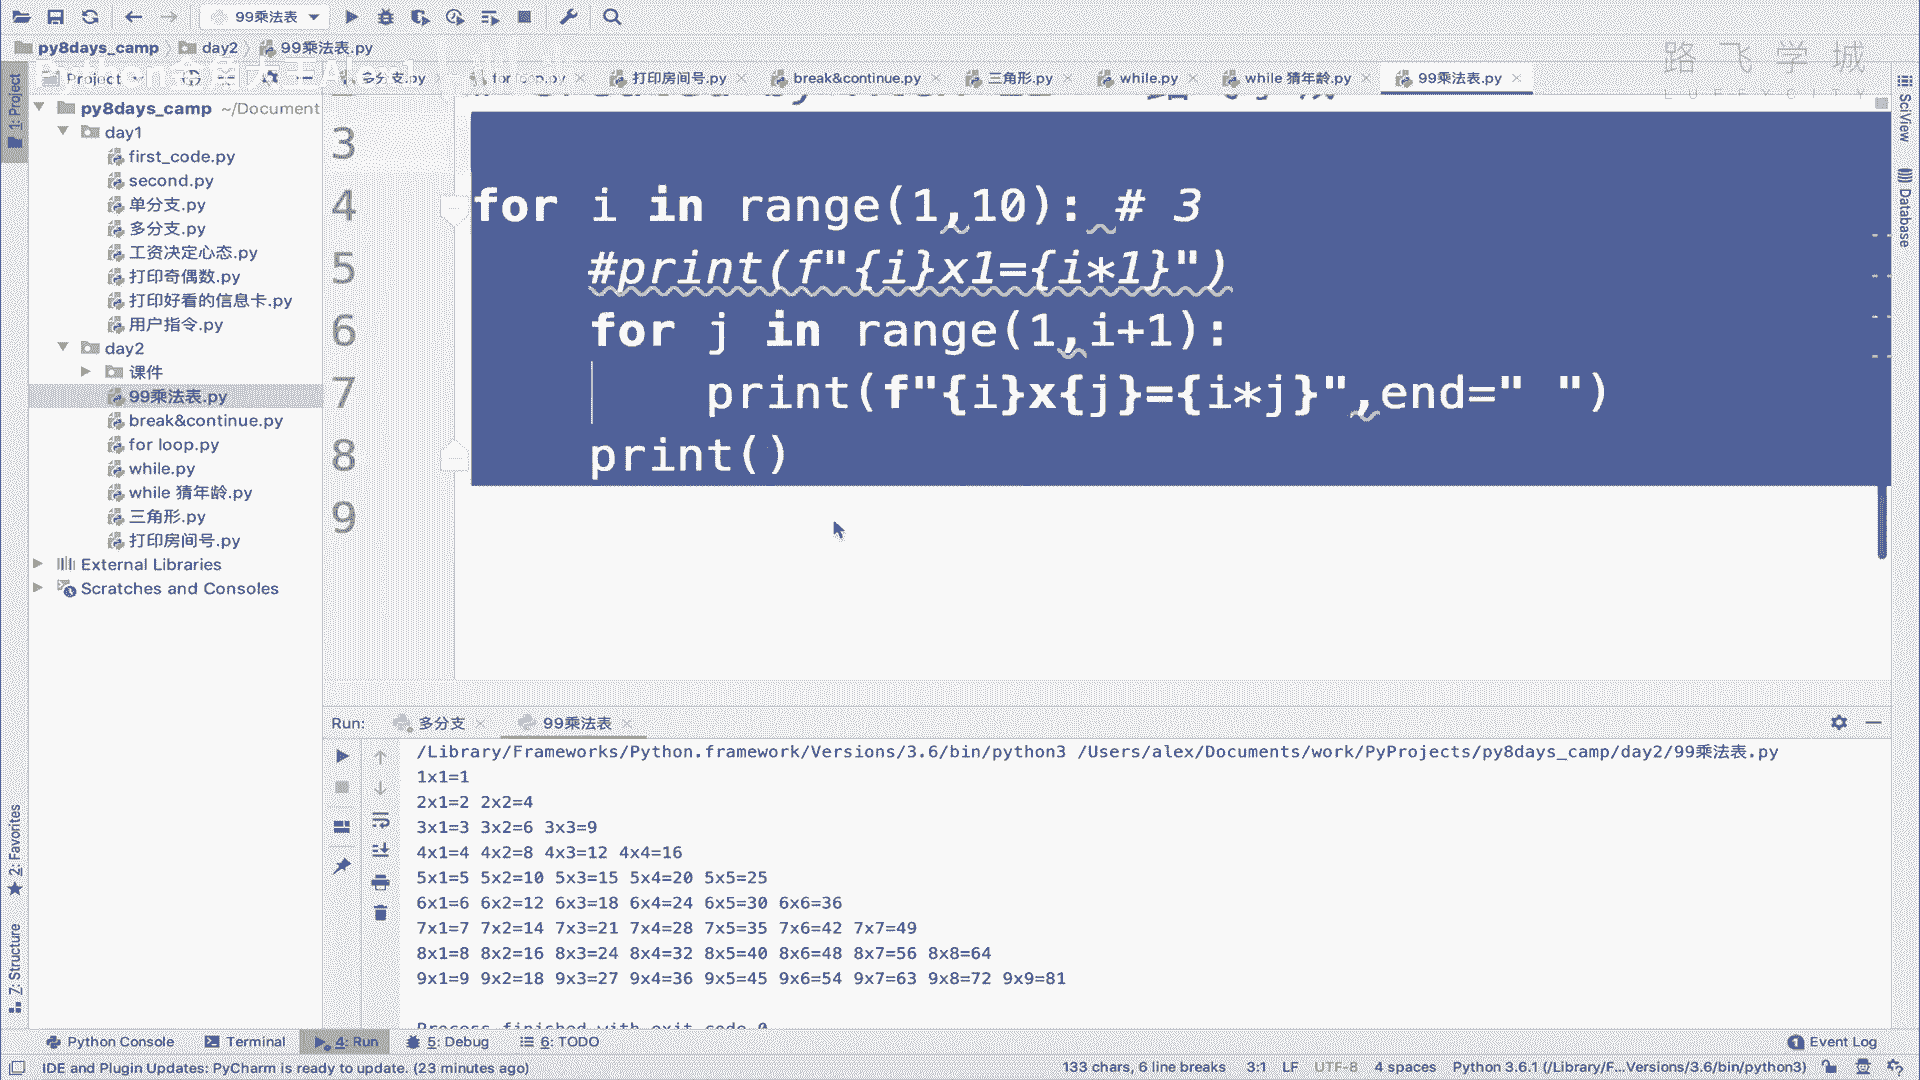 99乘法表
py8days_camp day2 99乘法表.py
路飞学城
LUFFYCITY
Project 多分支.py for loop.py 打印房间号.py break&continue.py 三角形.py while.py while 猜年龄.py 99乘法表.py
1: Project
py8days_camp ~/Document
day1
first_code.py
second.py
单分支.py
多分支.py
工资决定心态.py
打印奇偶数.py
打印好看的信息卡.py
用户指令.py
day2
课件
99乘法表.py
break&continue.py
for loop.py
while.py
while 猜年龄.py
三角形.py
打印房间号.py
External Libraries
Scratches and Consoles
3
4 for i in range(1,10): # 3
5 #print(f"{i}x1={i*1}")
6 for j in range(1,i+1):
7 print(f"{i}x{j}={i*j}",end=" ")
8 print()
9
SciView
Database
Run: 多分支 99乘法表
/Library/Frameworks/Python.framework/Versions/3.6/bin/python3 /Users/alex/Documents/work/PyProjects/py8days_camp/day2/99乘法表.py
1x1=1
2x1=2 2x2=4
3x1=3 3x2=6 3x3=9
4x1=4 4x2=8 4x3=12 4x4=16
5x1=5 5x2=10 5x3=15 5x4=20 5x5=25
6x1=6 6x2=12 6x3=18 6x4=24 6x5=30 6x6=36
7x1=7 7x2=14 7x3=21 7x4=28 7x5=35 7x6=42 7x7=49
8x1=8 8x2=16 8x3=24 8x4=32 8x5=40 8x6=48 8x7=56 8x8=64
9x1=9 9x2=18 9x3=27 9x4=36 9x5=45 9x6=54 9x7=63 9x8=72 9x9=81
Process finished with exit code 0
2: Favorites
7: Structure
Python Console Terminal 4: Run 5: Debug 6: TODO 1 Event Log
IDE and Plugin Updates: PyCharm is ready to update. (23 minutes ago) 133 chars, 6 line breaks 3:1 LF UTF-8 4 spaces Python 3.6.1 (/Library/F...Versions/3.6/bin/python3)